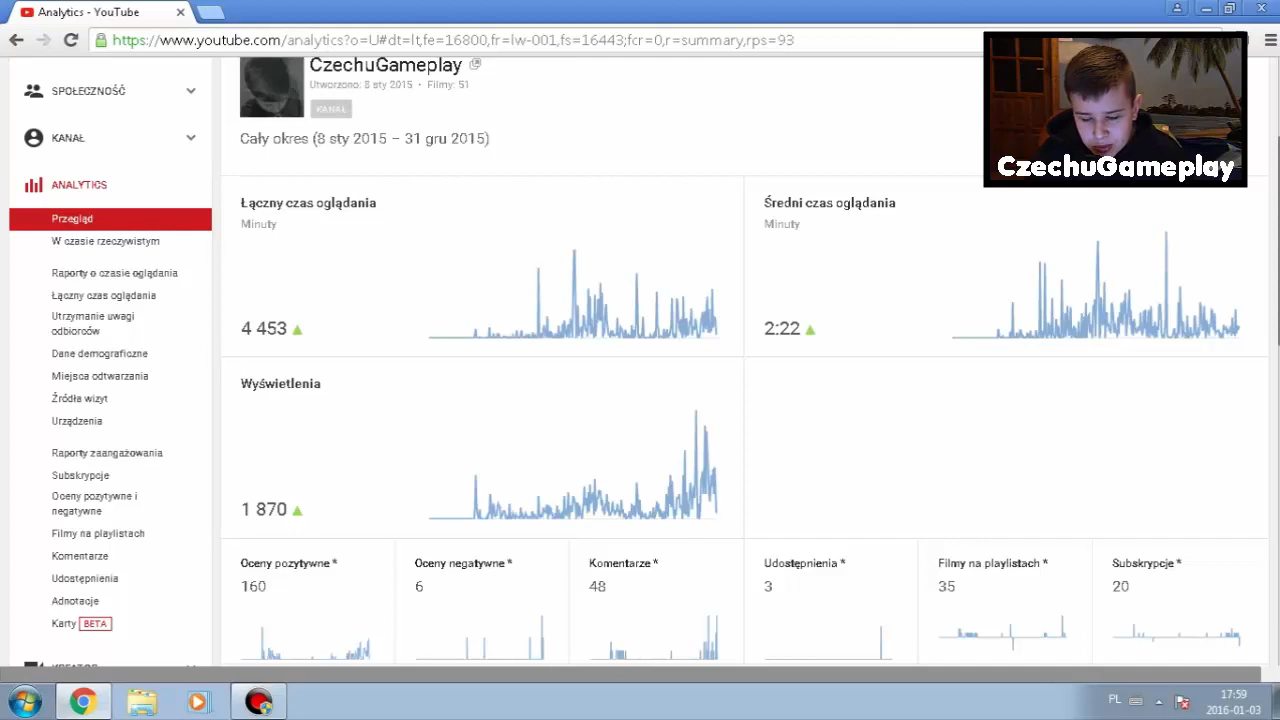 Analytics - YouTube
https://www.youtube.com/analytics?o=U#dt=lt,fe=16800,fr=lw-001,fs=16443;fcr=0,r=summary,rps=93
SPOŁECZNOŚĆ
KANAŁ
ANALYTICS
Przegląd
W czasie rzeczywistym
Raporty o czasie oglądania
Łączny czas oglądania
Utrzymanie uwagi
odbiorców
Dane demograficzne
Miejsca odtwarzania
Źródła wizyt
Urządzenia
Raporty zaangażowania
Subskrypcje
Oceny pozytywne i
negatywne
Filmy na playlistach
Komentarze
Udostępnienia
Adnotacje
Karty BETA
KREATOR
CzechuGameplay
Utworzono: 8 sty 2015 • Filmy: 51
KANAŁ
Cały okres (8 sty 2015 – 31 gru 2015)
CzechuGameplay
Łączny czas oglądania
Minuty
4 453
Średni czas oglądania
Minuty
2:22
Wyświetlenia
1 870
Oceny pozytywne *
160
Oceny negatywne *
6
Komentarze *
48
Udostępnienia *
3
Filmy na playlistach *
35
Subskrypcje *
20
PL
17:59
2016-01-03